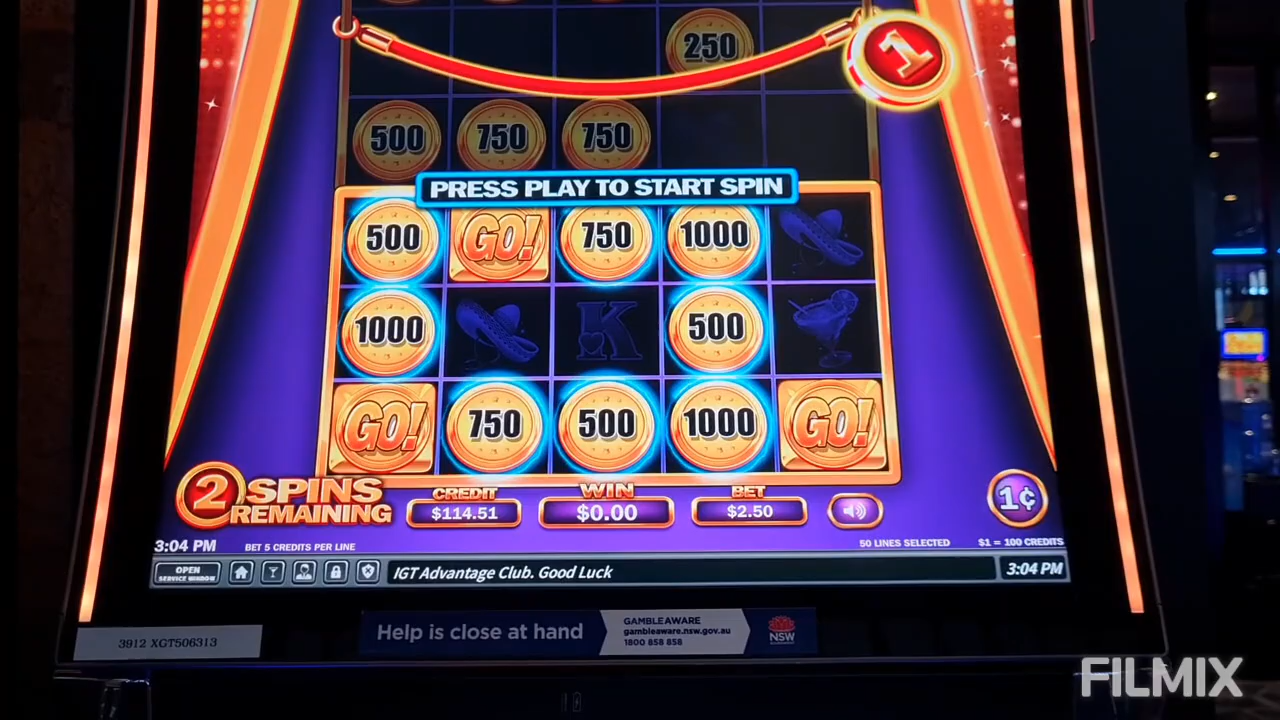 250
1
500 750 750
PRESS PLAY TO START SPIN
500 GO! 750 1000
1000 K 500
GO! 750 500 1000 GO!
2 SPINS REMAINING
CREDIT
$114.51
WIN
$0.00
BET
$2.50
1¢
3:04 PM
BET 5 CREDITS PER LINE
50 LINES SELECTED
$1 = 100 CREDITS
OPEN
SERVICE WINDOW
IGT Advantage Club. Good Luck
3:04 PM
3912 XGT506313
Help is close at hand
GAMBLEAWARE
gambleaware.nsw.gov.au
1800 858 858
NSW
FILMIX